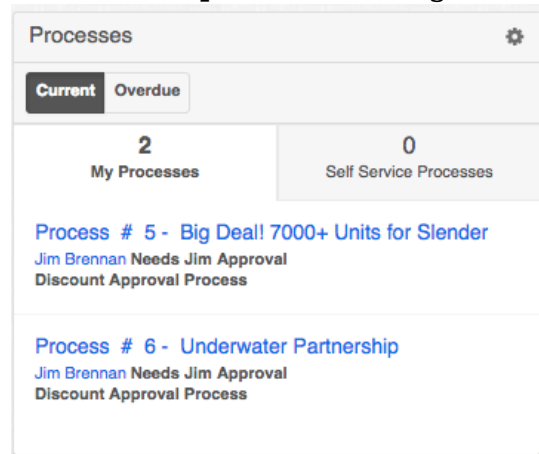 Processes
Current Overdue
2 0
My Processes Self Service Processes
Process # 5 - Big Deal! 7000+ Units for Slender
Jim Brennan Needs Jim Approval
Discount Approval Process
Process # 6 - Underwater Partnership
Jim Brennan Needs Jim Approval
Discount Approval Process